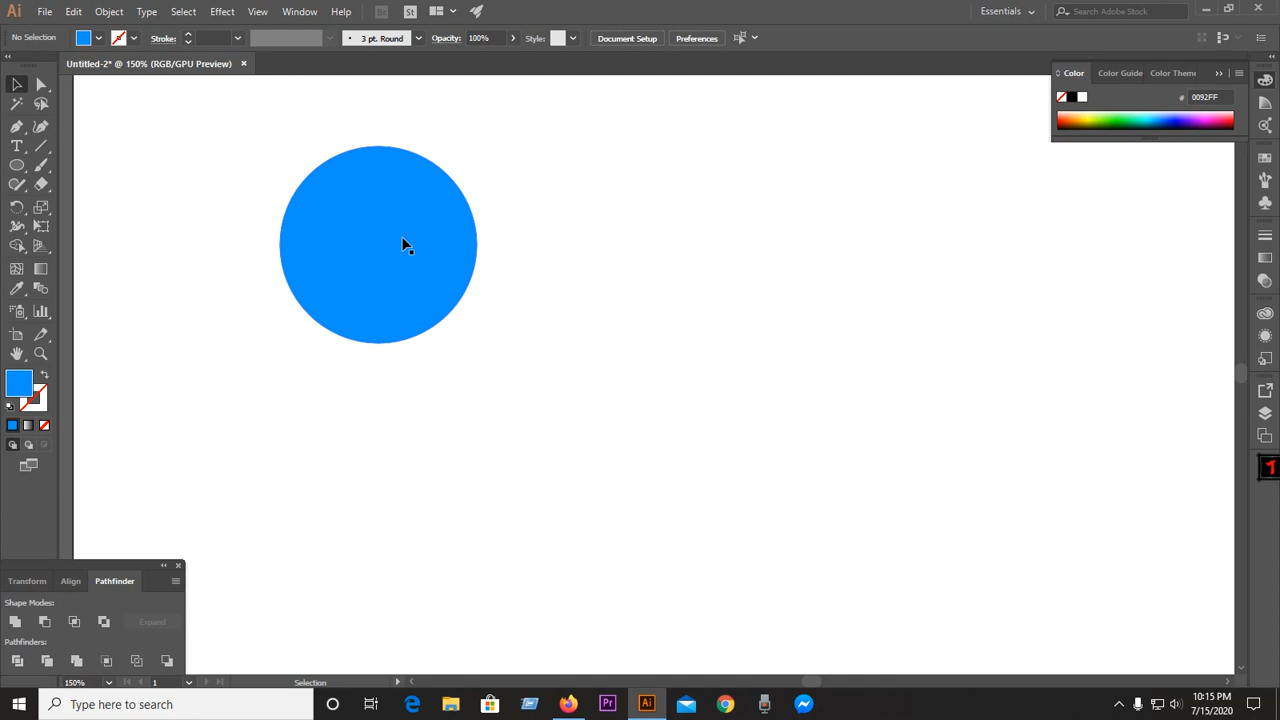 Ai File Edit Object Type Select Effect View Window Help Br St Essentials Search Adobe Stock
No Selection Stroke: 3 pt. Round Opacity: 100% Style: Document Setup Preferences
Untitled-2* @ 150% (RGB/GPU Preview)
Color Color Guide Color Theme
# 0092FF
Transform Align Pathfinder
Shape Modes:
Expand
Pathfinders:
150% 1 Selection
Type here to search Pr Ai 10:15 PM
7/15/2020